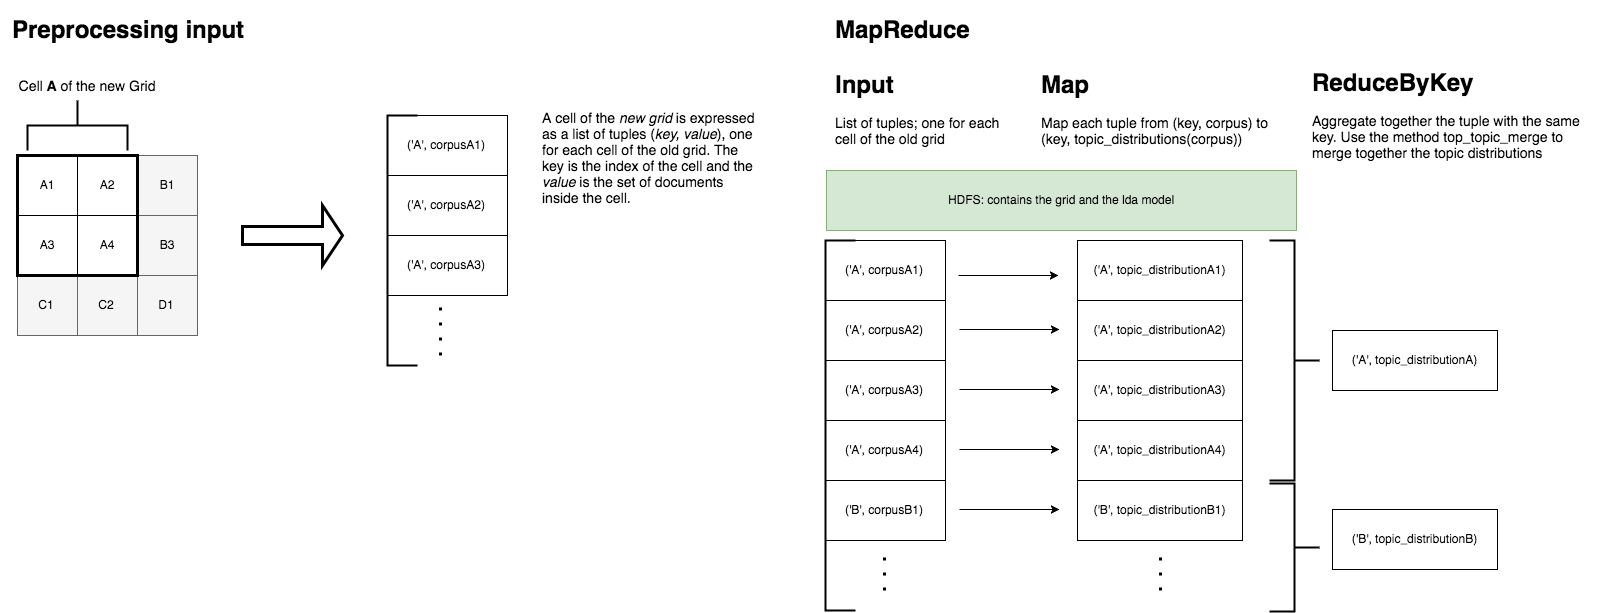 Preprocessing input
Cell A of the new Grid
A1 A2 B1
A3 A4 B3
C1 C2 D1
('A', corpusA1)
('A', corpusA2)
('A', corpusA3)
A cell of the new grid is expressed
as a list of tuples (key, value), one
for each cell of the old grid. The
key is the index of the cell and the
value is the set of documents
inside the cell.
MapReduce
Input
List of tuples; one for each
cell of the old grid
Map
Map each tuple from (key, corpus) to
(key, topic_distributions(corpus))
ReduceByKey
Aggregate together the tuple with the same
key. Use the method top_topic_merge to
merge together the topic distributions
HDFS: contains the grid and the lda model
('A', corpusA1)
('A', corpusA2)
('A', corpusA3)
('A', corpusA4)
('B', corpusB1)
('A', topic_distributionA1)
('A', topic_distributionA2)
('A', topic_distributionA3)
('A', topic_distributionA4)
('B', topic_distributionB1)
('A', topic_distributionA)
('B', topic_distributionB)